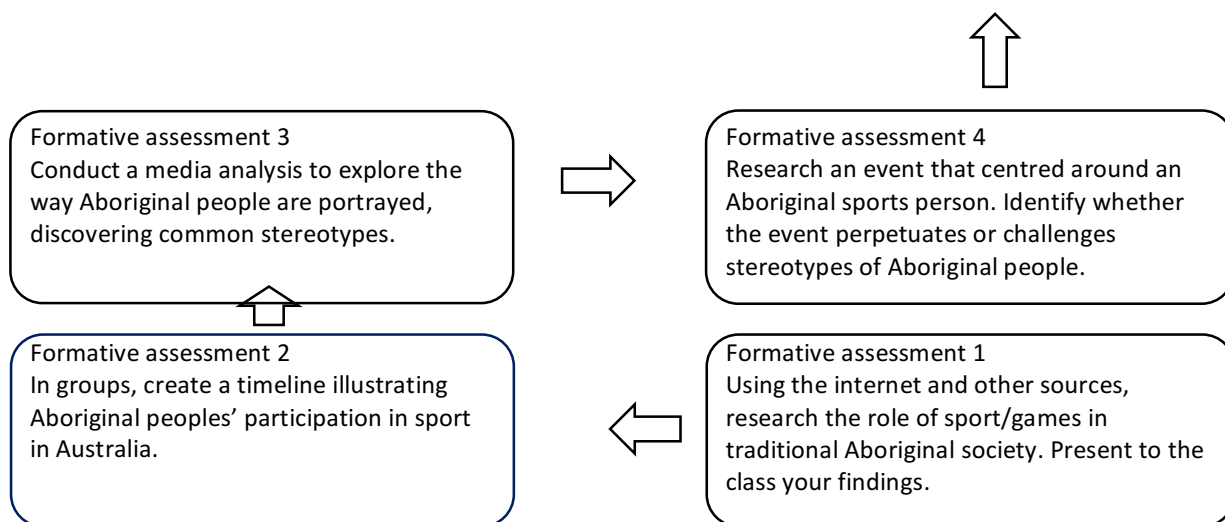 Formative assessment 3
Conduct a media analysis to explore the
way Aboriginal people are portrayed,
discovering common stereotypes.
Formative assessment 4
Research an event that centred around an
Aboriginal sports person. Identify whether
the event perpetuates or challenges
stereotypes of Aboriginal people.
Formative assessment 2
In groups, create a timeline illustrating
Aboriginal peoples’ participation in sport
in Australia.
Formative assessment 1
Using the internet and other sources,
research the role of sport/games in
traditional Aboriginal society. Present to the
class your findings.